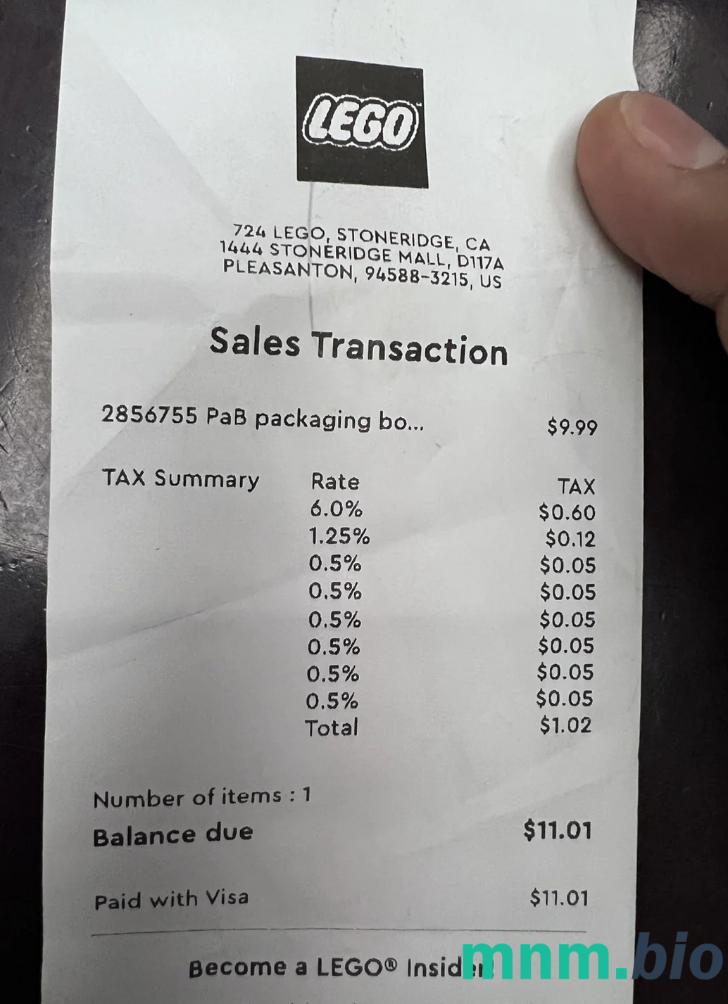 LEGO
724 LEGO, STONERIDGE, CA
1444 STONERIDGE MALL, D117A
PLEASANTON, 94588-3215, US
Sales Transaction
2856755 PaB packaging bo... $9.99
TAX Summary Rate TAX
6.0% $0.60
1.25% $0.12
0.5% $0.05
0.5% $0.05
0.5% $0.05
0.5% $0.05
0.5% $0.05
0.5% $0.05
Total $1.02
Number of items : 1
Balance due $11.01
Paid with Visa $11.01
Become a LEGO® Insider
mnm.bio